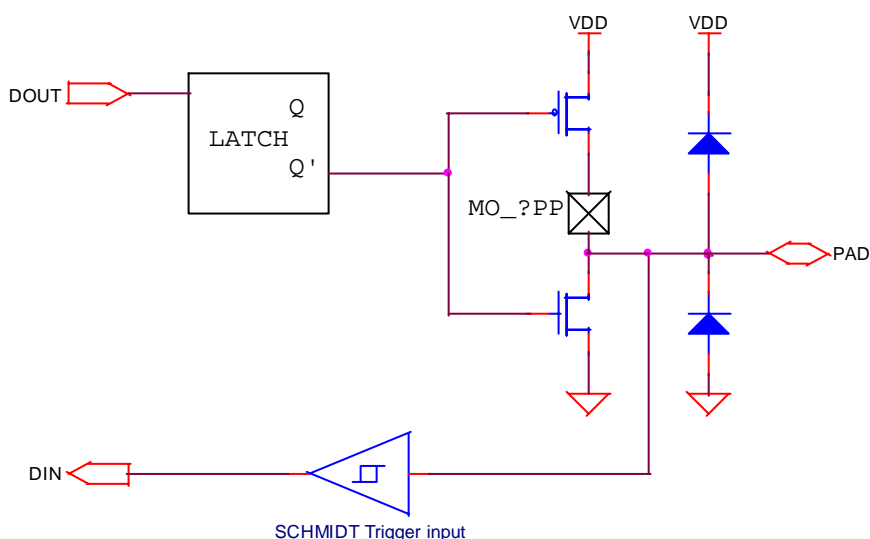 VDD VDD
DOUT
Q
LATCH
Q'
MO_?PP
PAD
DIN
SCHMIDT Trigger input